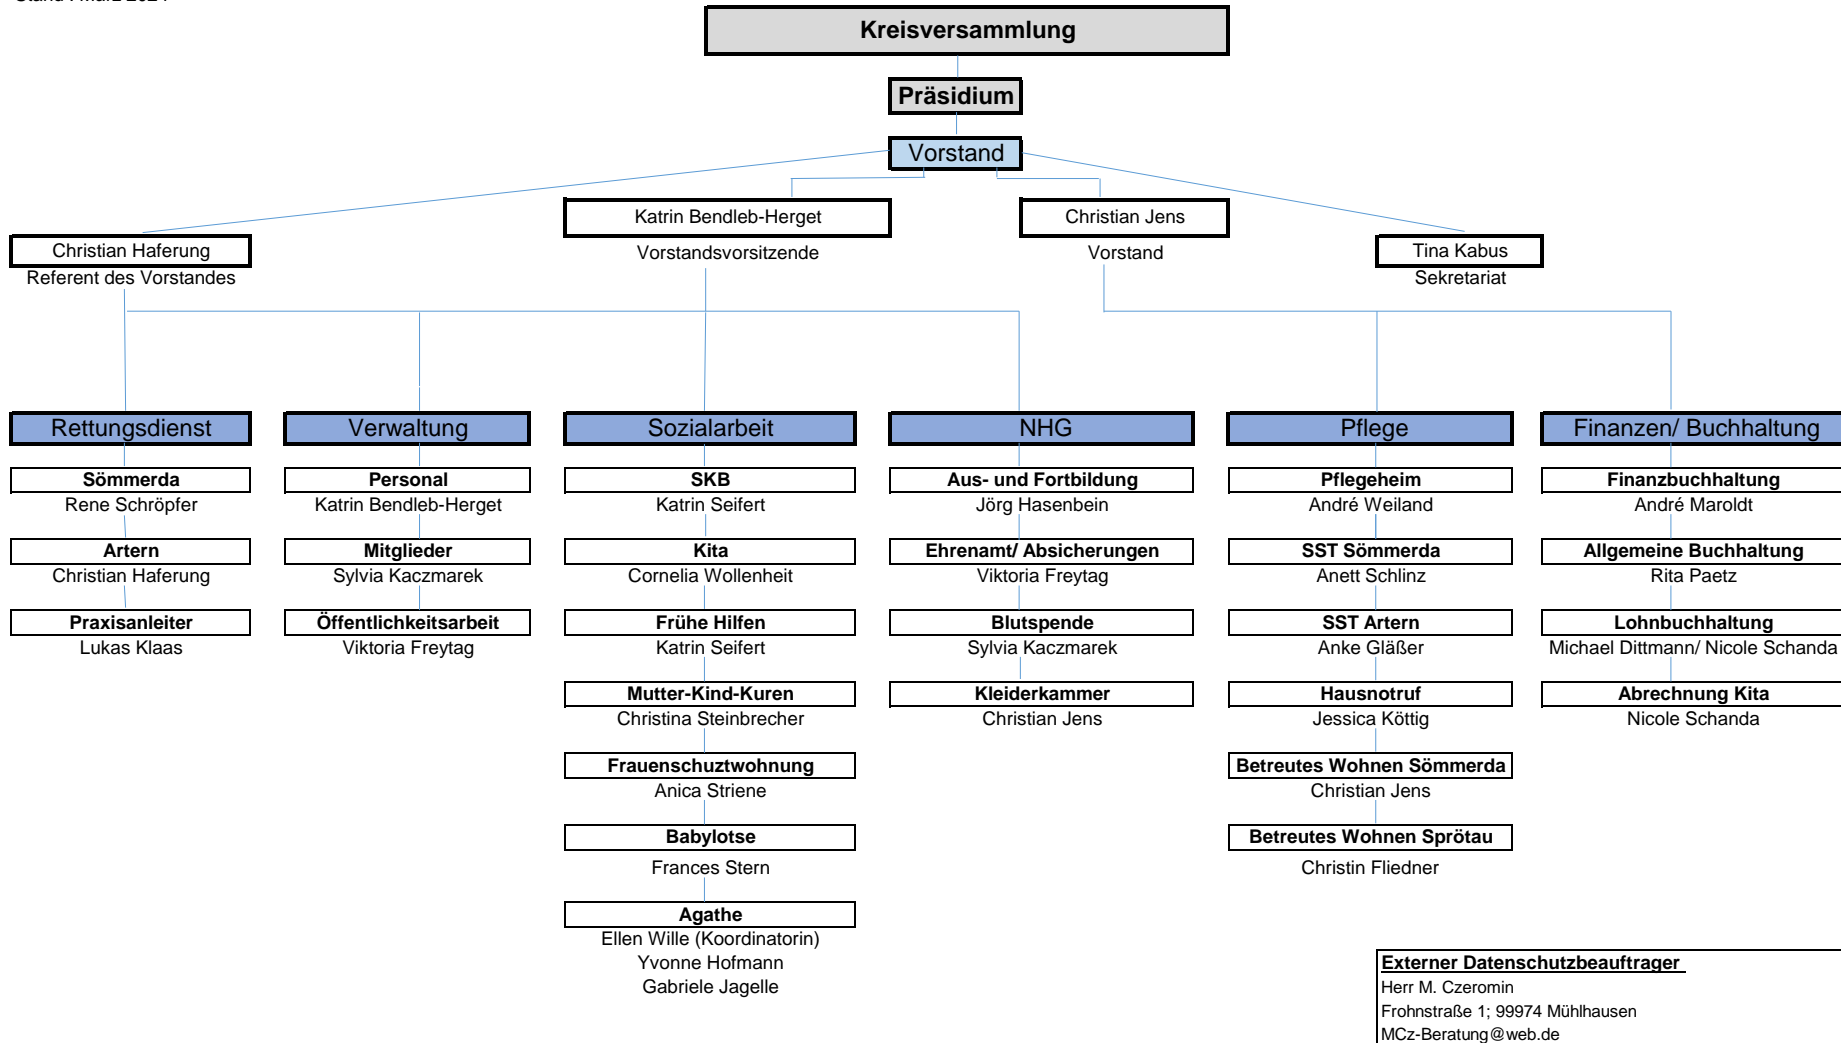 Kreisversammlung
Präsidium
Vorstand
Katrin Bendleb-Herget
Vorstandsvorsitzende
Christian Jens
Vorstand
Christian Haferung
Referent des Vorstandes
Tina Kabus
Sekretariat
Rettungsdienst
Sömmerda
Rene Schröpfer
Artern
Christian Haferung
Praxisanleiter
Lukas Klaas
Verwaltung
Personal
Katrin Bendleb-Herget
Mitglieder
Sylvia Kaczmarek
Öffentlichkeitsarbeit
Viktoria Freytag
Sozialarbeit
SKB
Katrin Seifert
Kita
Cornelia Wollenheit
Frühe Hilfen
Katrin Seifert
Mutter-Kind-Kuren
Christina Steinbrecher
Frauenschuztwohnung
Anica Striene
Babylotse
Frances Stern
Agathe
Ellen Wille (Koordinatorin)
Yvonne Hofmann
Gabriele Jagelle
NHG
Aus- und Fortbildung
Jörg Hasenbein
Ehrenamt/ Absicherungen
Viktoria Freytag
Blutspende
Sylvia Kaczmarek
Kleiderkammer
Christian Jens
Pflege
Pflegeheim
André Weiland
SST Sömmerda
Anett Schlinz
SST Artern
Anke Gläßer
Hausnotruf
Jessica Köttig
Betreutes Wohnen Sömmerda
Christian Jens
Betreutes Wohnen Sprötau
Christin Fliedner
Finanzen/ Buchhaltung
Finanzbuchhaltung
André Maroldt
Allgemeine Buchhaltung
Rita Paetz
Lohnbuchhaltung
Michael Dittmann/ Nicole Schanda
Abrechnung Kita
Nicole Schanda
Externer Datenschutzbeauftrager
Herr M. Czeromin
Frohnstraße 1; 99974 Mühlhausen
MCz-Beratung@web.de